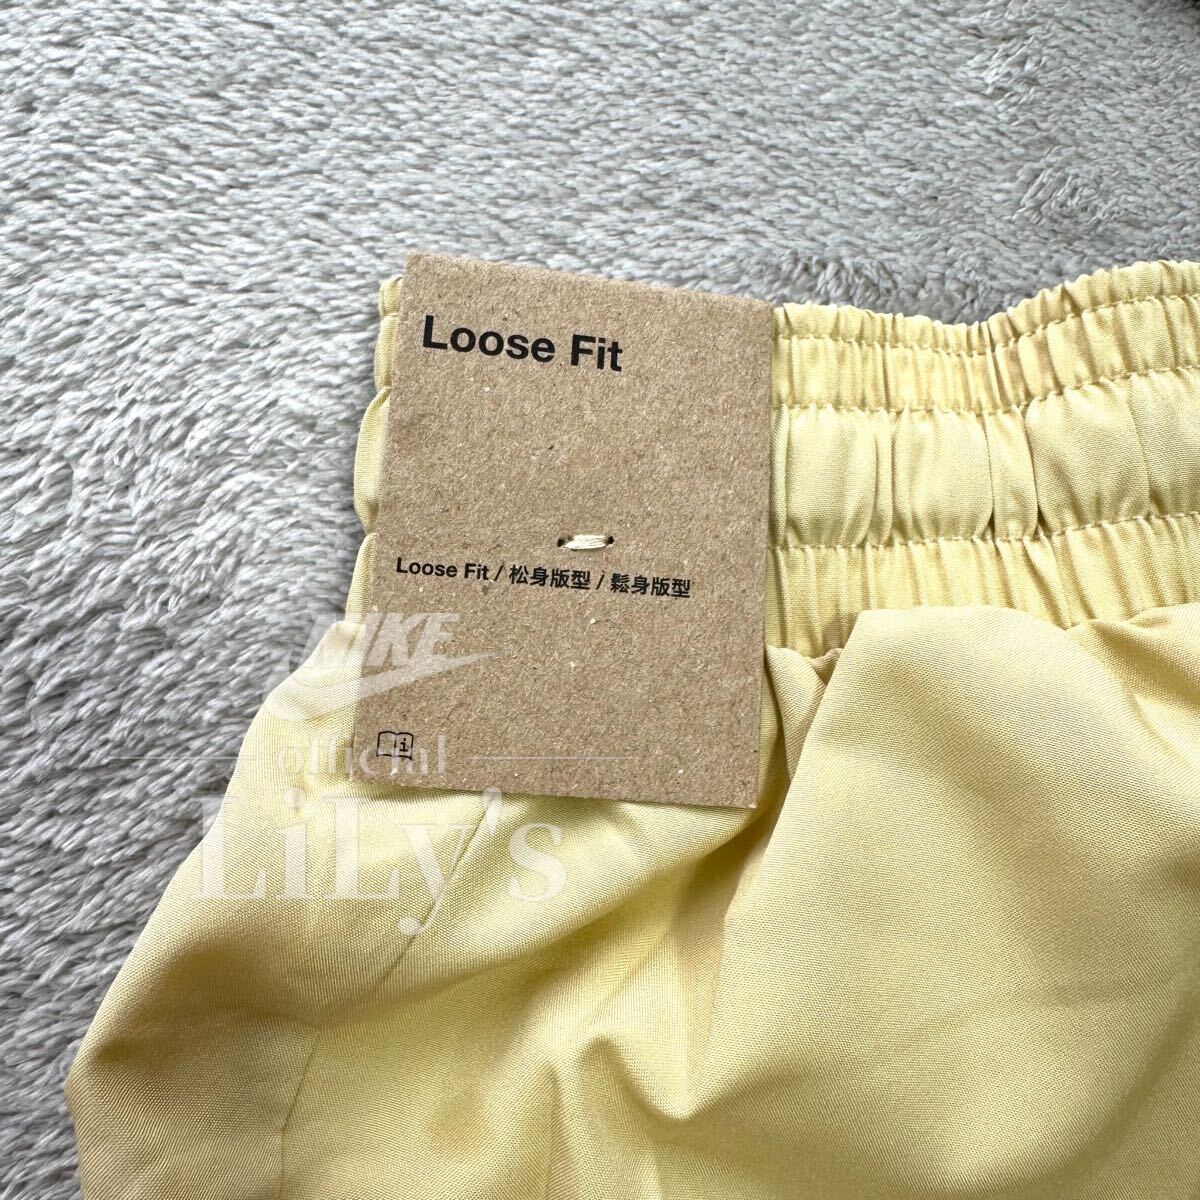 Loose Fit
Loose Fit / 松身版型 / 鬆身版型
NIKE
i
official
LiLy's